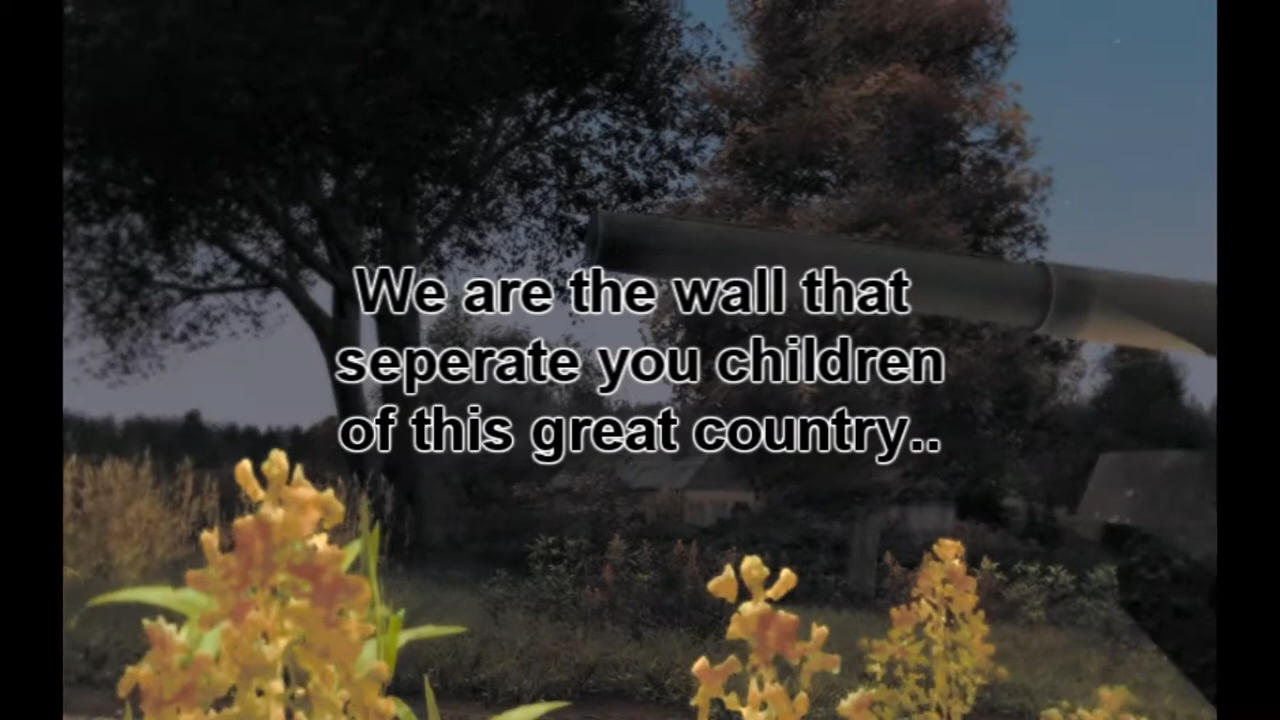 We are the wall that
seperate you children
of this great country..